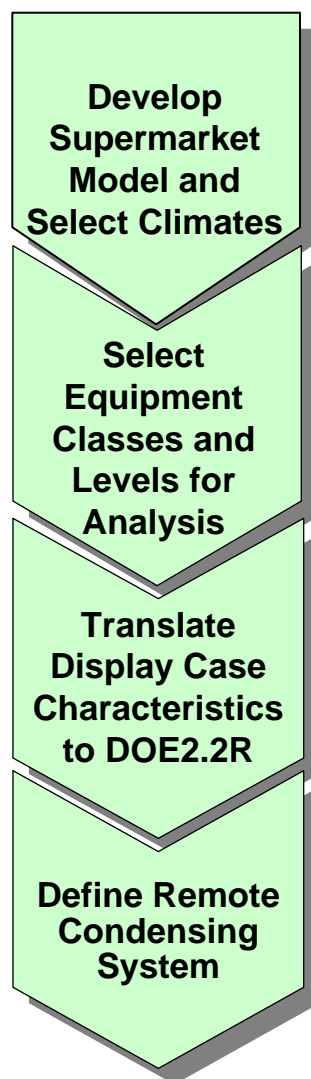 Develop
Supermarket
Model and
Select Climates
Select
Equipment
Classes and
Levels for
Analysis
Translate
Display Case
Characteristics
to DOE2.2R
Define Remote
Condensing
System